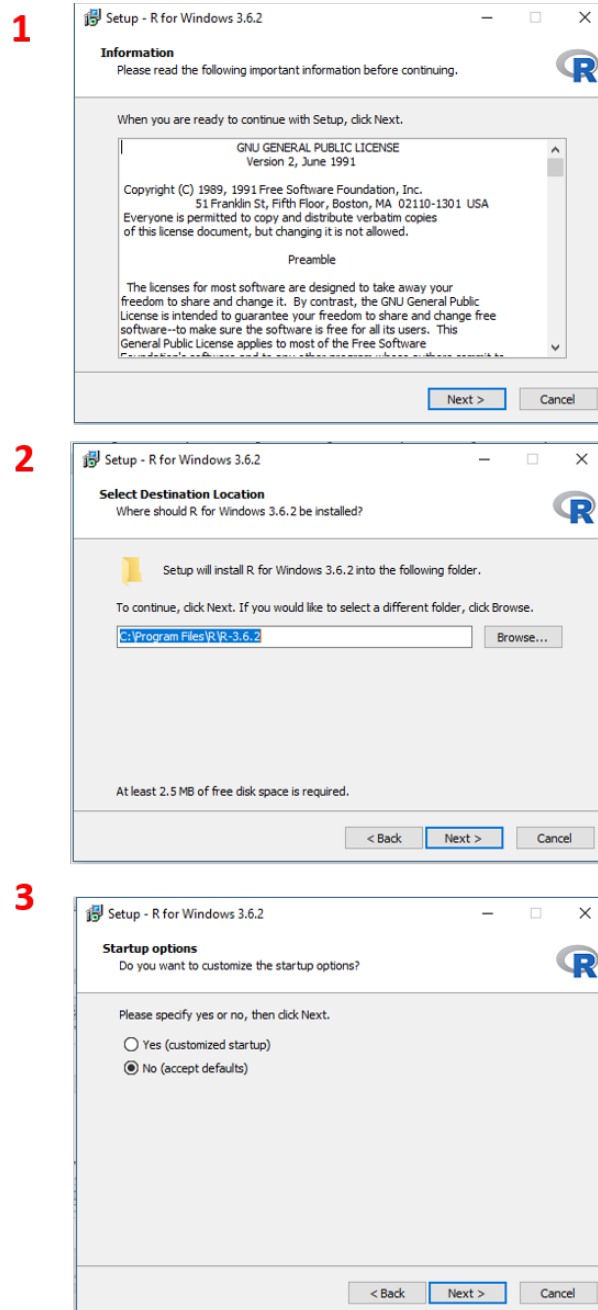 1
Setup - R for Windows 3.6.2
Information
Please read the following important information before continuing.
R
When you are ready to continue with Setup, click Next.
GNU GENERAL PUBLIC LICENSE
Version 2, June 1991
Copyright (C) 1989, 1991 Free Software Foundation, Inc.
51 Franklin St, Fifth Floor, Boston, MA 02110-1301 USA
Everyone is permitted to copy and distribute verbatim copies
of this license document, but changing it is not allowed.
Preamble
The licenses for most software are designed to take away your
freedom to share and change it. By contrast, the GNU General Public
License is intended to guarantee your freedom to share and change free
software--to make sure the software is free for all its users. This
General Public License applies to most of the Free Software
Next >
Cancel
2
Setup - R for Windows 3.6.2
Select Destination Location
Where should R for Windows 3.6.2 be installed?
R
Setup will install R for Windows 3.6.2 into the following folder.
To continue, click Next. If you would like to select a different folder, click Browse.
C:\Program Files\R\R-3.6.2
Browse...
At least 2.5 MB of free disk space is required.
< Back
Next >
Cancel
3
Setup - R for Windows 3.6.2
Startup options
Do you want to customize the startup options?
R
Please specify yes or no, then click Next.
Yes (customized startup)
No (accept defaults)
< Back
Next >
Cancel